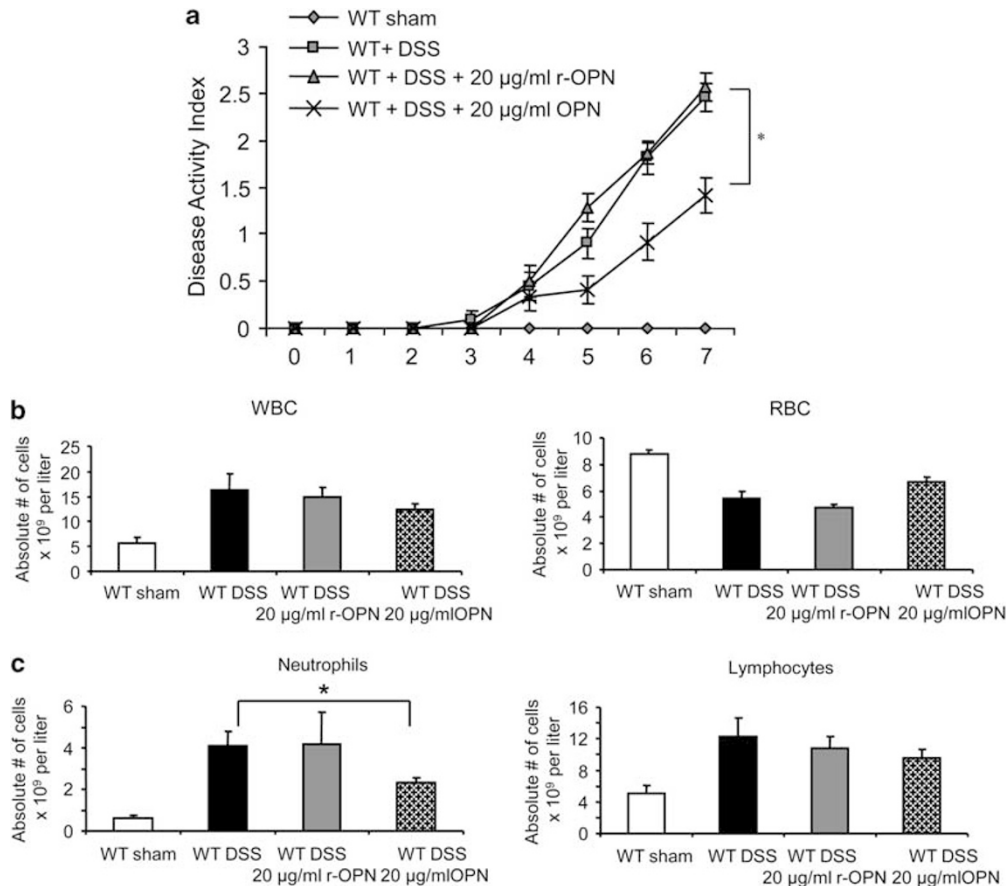 a
WT sham
WT+ DSS
WT + DSS + 20 µg/ml r-OPN
WT + DSS + 20 µg/ml OPN
Disease Activity Index
3
2.5
2
1.5
1
0.5
0
*
0 1 2 3 4 5 6 7
b
WBC
Absolute # of cells
x 10⁹ per liter
25
20
15
10
5
0
WT sham WT DSS WT DSS WT DSS
20 µg/ml r-OPN 20 µg/mlOPN
RBC
Absolute # of cells
x 10⁹ per liter
10
8
6
4
2
0
WT sham WT DSS WT DSS WT DSS
20 µg/ml r-OPN 20 µg/mlOPN
c
Neutrophils
Absolute # of cells
x 10⁹ per liter
6
4
2
0
*
WT sham WT DSS WT DSS WT DSS
20 µg/ml r-OPN 20 µg/mlOPN
Lymphocytes
Absolute # of cells
x 10⁹ per liter
16
12
8
4
0
WT sham WT DSS WT DSS WT DSS
20 µg/ml r-OPN 20 µg/mlOPN